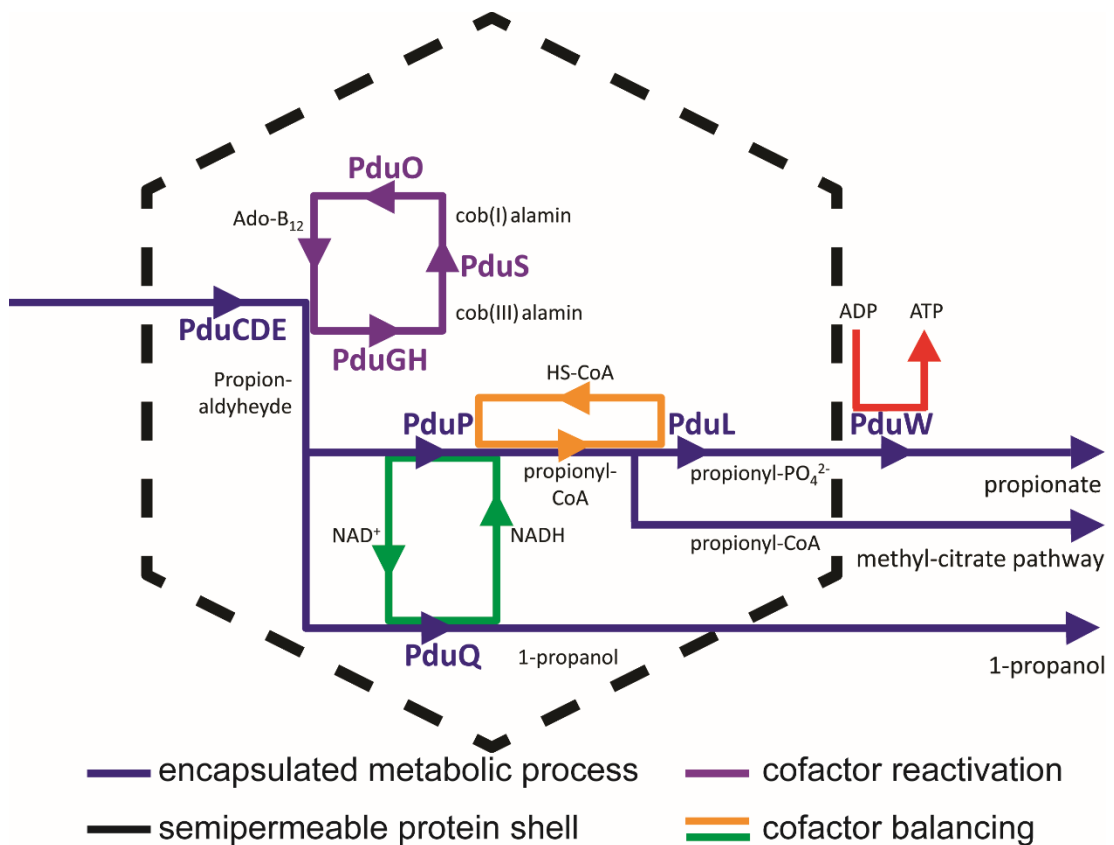 PduO
Ado-B₁₂
cob(I) alamin
PduS
cob(III) alamin
PduCDE
PduGH
ADP
ATP
Propion-
aldyheyde
HS-CoA
PduP
PduL
PduW
propionyl-
CoA
propionyl-PO₄²⁻
propionate
NAD⁺
NADH
propionyl-CoA
methyl-citrate pathway
PduQ
1-propanol
1-propanol
encapsulated metabolic process
cofactor reactivation
semipermeable protein shell
cofactor balancing